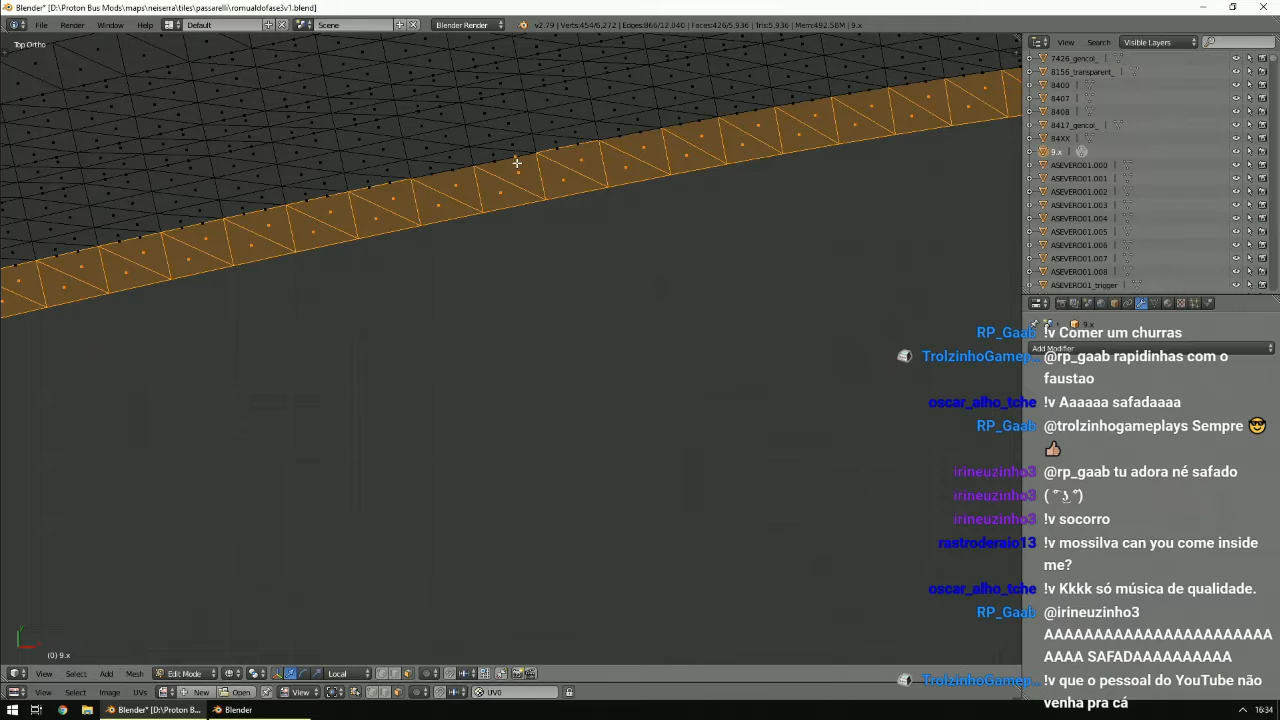 Blender* [D:\Proton Bus Mods\maps\neiserra\tiles\passarelli\romualdofase3v1.blend]
File Render Window Help Default Scene Blender Render v2.79 | Verts:454/6,272 | Edges:866/12,040 | Faces:426/5,936 | Tris:5,936 | Mem:492.58M | 9.x
Top Ortho
View Search Visible Layers
7426_gencol_
8156_transparent_
8400
8407
8408
8417_gencol_
84XX
9.x
ASEVERO01.000
ASEVERO01.001
ASEVERO01.002
ASEVERO01.003
ASEVERO01.004
ASEVERO01.005
ASEVERO01.006
ASEVERO01.007
ASEVERO01.008
ASEVERO01_trigger
9.x
Add Modifier
RP_Gaab !v Comer um churras
TrolzinhoGamep... @rp_gaab rapidinhas com o
faustao
oscar_alho_tche !v Aaaaaa safadaaaa
RP_Gaab @trolzinhogameplays Sempre 😎
👍🏽
irineuzinho3 @rp_gaab tu adora né safado
irineuzinho3 ( ͡° ͜ʖ ͡°)
irineuzinho3 !v socorro
rastroderaio13 !v mossilva can you come inside
me?
oscar_alho_tche !v Kkkk só música de qualidade.
RP_Gaab @irineuzinho3
AAAAAAAAAAAAAAAAAAAAAAA
AAAA SAFADAAAAAAAAAA
TrolzinhoGamep... !v que o pessoal do YouTube não
venha pra cá
(0) 9.x
View Select Add Mesh Edit Mode Local
View Select Image UVs New Open View UV0
Blender* [D:\Proton B... Blender 16:34